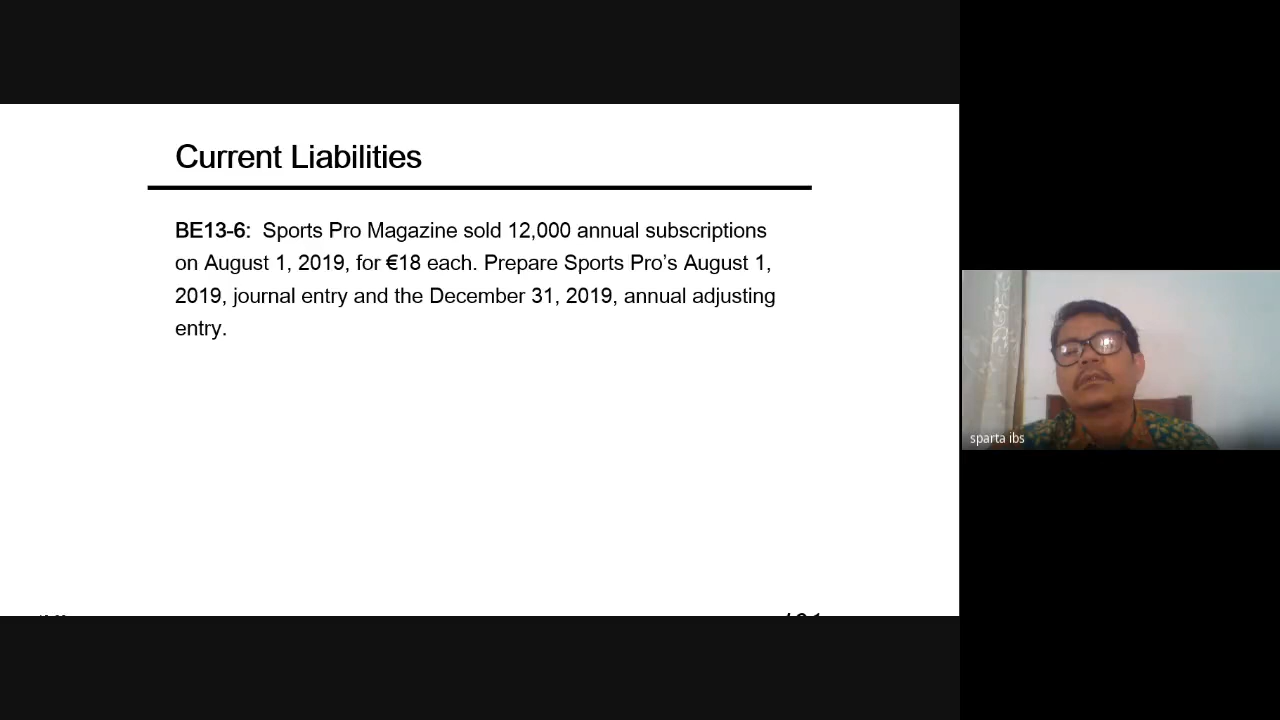 Current Liabilities
BE13-6: Sports Pro Magazine sold 12,000 annual subscriptions
on August 1, 2019, for €18 each. Prepare Sports Pro’s August 1,
2019, journal entry and the December 31, 2019, annual adjusting
entry.
sparta ibs